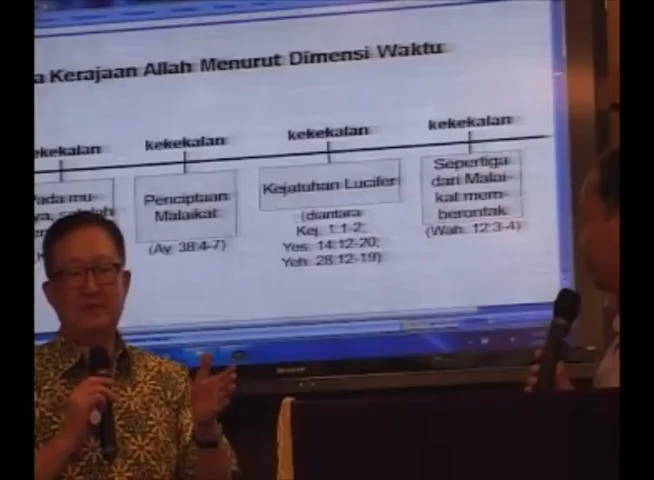 a Kerajaan Allah Menurut Dimensi Waktu
kekekalan
kekekalan
kekekalan
kekekalan
Pada mu-
Penciptaan
Malaikat
(Ay. 38:4-7)
Kejatuhan Lucifer
(diantara
Kej. 1:1-2;
Yes. 14:12-20;
Yeh. 28:12-19)
Sepertiga
dari Malai-
kat mem-
berontak
(Wah. 12:3-4)